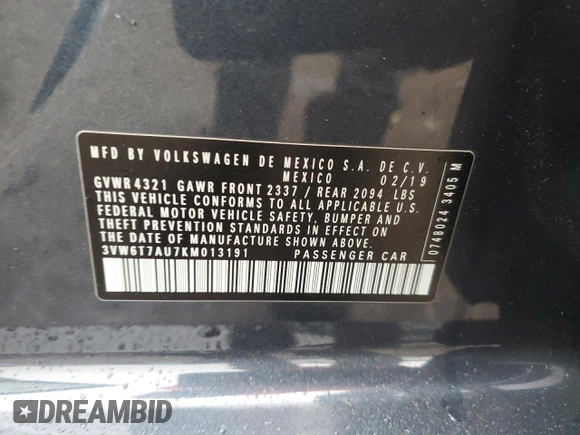 MFD BY VOLKSWAGEN DE MEXICO S.A. DE C.V.
MEXICO 02/19
GVWR 4321 GAWR FRONT 2337 / REAR 2094 LBS
THIS VEHICLE CONFORMS TO ALL APPLICABLE U.S.
FEDERAL MOTOR VEHICLE SAFETY, BUMPER AND
THEFT PREVENTION STANDARDS IN EFFECT ON
THE DATE OF MANUFACTURE SHOWN ABOVE.
3VW6T7AU7KM013191 PASSENGER CAR
0748024 3405 M
DREAMBID